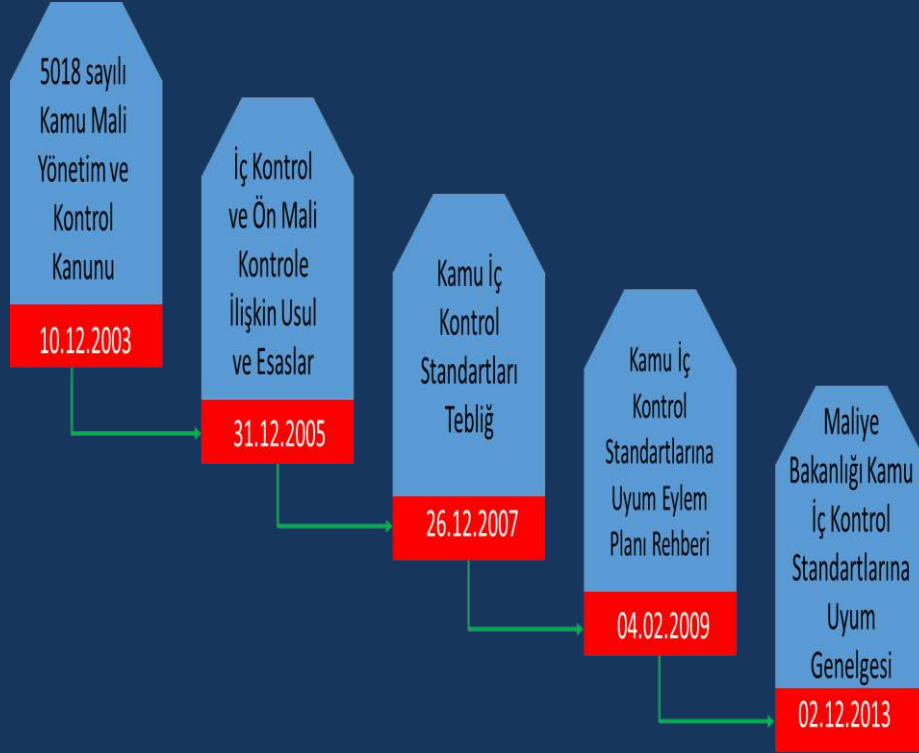 5018 sayılı
Kamu Mali
Yönetim ve
Kontrol
Kanunu
10.12.2003
İç Kontrol
ve Ön Mali
Kontrole
İlişkin Usul
ve Esaslar
31.12.2005
Kamu İç
Kontrol
Standartları
Tebliğ
26.12.2007
Kamu İç
Kontrol
Standartlarına
Uyum Eylem
Planı Rehberi
04.02.2009
Maliye
Bakanlığı Kamu
İç Kontrol
Standartlarına
Uyum
Genelgesi
02.12.2013